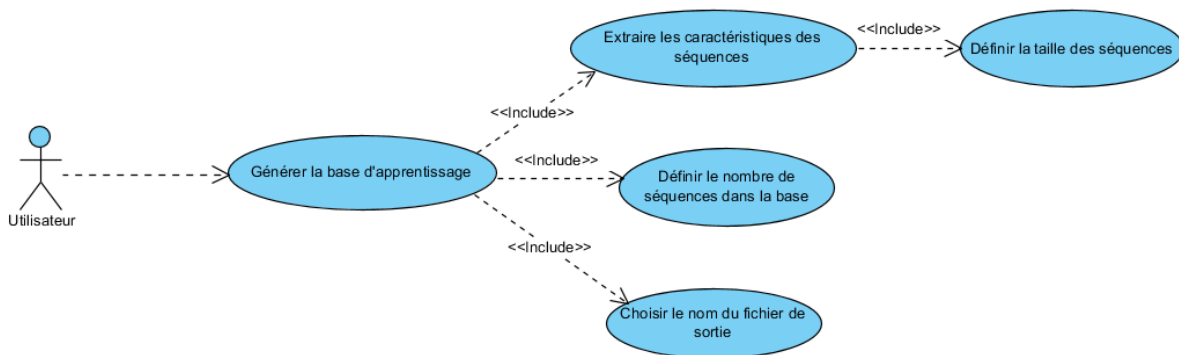 Extraire les caractéristiques des
séquences
<<Include>>
Définir la taille des séquences
<<Include>>
Utilisateur
Générer la base d'apprentissage
<<Include>>
Définir le nombre de
séquences dans la base
<<Include>>
Choisir le nom du fichier de
sortie